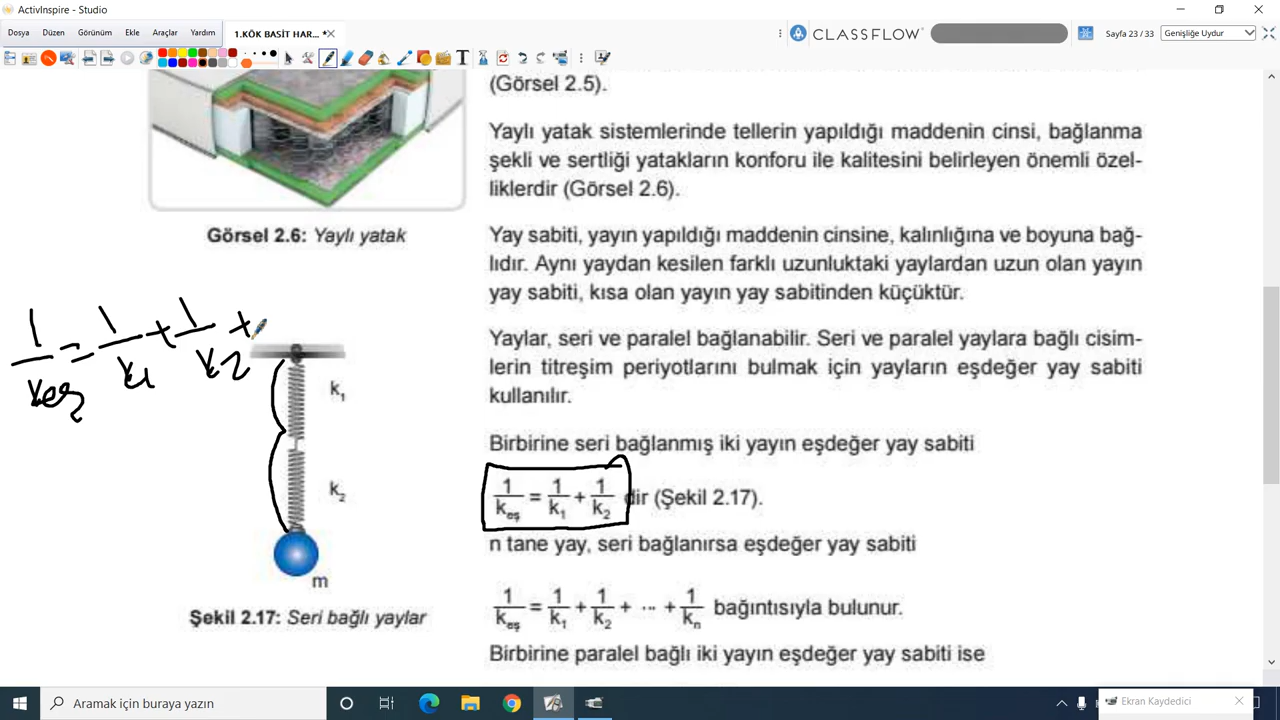 ActivInspire - Studio
Dosya Düzen Görünüm Ekle Araçlar Yardım 1.KÖK BASİT HAR... * CLASSFLOW Sayfa 23 / 33 Genişliğe Uydur
T
(Görsel 2.5).
Yaylı yatak sistemlerinde tellerin yapıldığı maddenin cinsi, bağlanma
şekli ve sertliği yatakların konforu ile kalitesini belirleyen önemli özel-
liklerdir (Görsel 2.6).
Görsel 2.6: Yaylı yatak
Yay sabiti, yayın yapıldığı maddenin cinsine, kalınlığına ve boyuna bağ-
lıdır. Aynı yaydan kesilen farklı uzunluktaki yaylardan uzun olan yayın
yay sabiti, kısa olan yayın yay sabitinden küçüktür.
1/keş = 1/k1 + 1/k2 +
k1
k2
m
Şekil 2.17: Seri bağlı yaylar
Yaylar, seri ve paralel bağlanabilir. Seri ve paralel yaylara bağlı cisim-
lerin titreşim periyotlarını bulmak için yayların eşdeğer yay sabiti
kullanılır.
Birbirine seri bağlanmış iki yayın eşdeğer yay sabiti
1/keş = 1/k1 + 1/k2 dir (Şekil 2.17).
n tane yay, seri bağlanırsa eşdeğer yay sabiti
1/keş = 1/k1 + 1/k2 + ... + 1/kn bağıntısıyla bulunur.
Birbirine paralel bağlı iki yayın eşdeğer yay sabiti ise
Aramak için buraya yazın
Ekran Kaydedici